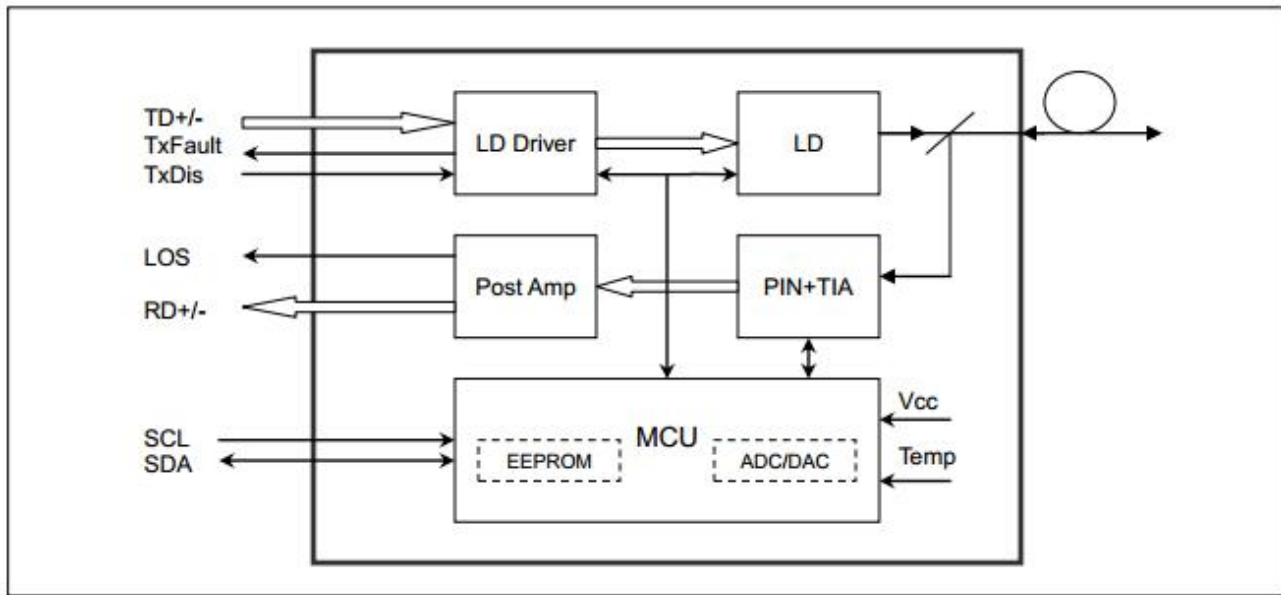 TD+/-
TxFault
TxDis
LD Driver
LD
LOS
RD+/-
Post Amp
PIN+TIA
SCL
SDA
MCU
EEPROM
ADC/DAC
Vcc
Temp